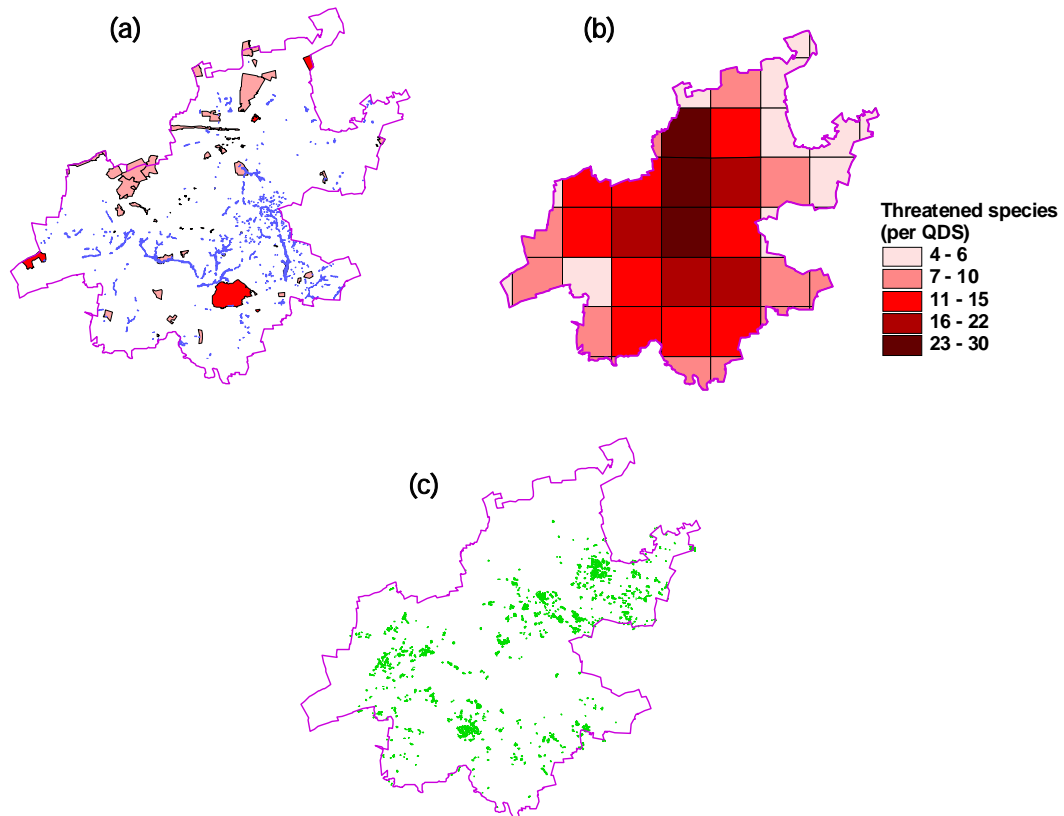 (a)
(b)
Threatened species
(per QDS)
4 - 6
7 - 10
11 - 15
16 - 22
23 - 30
(c)